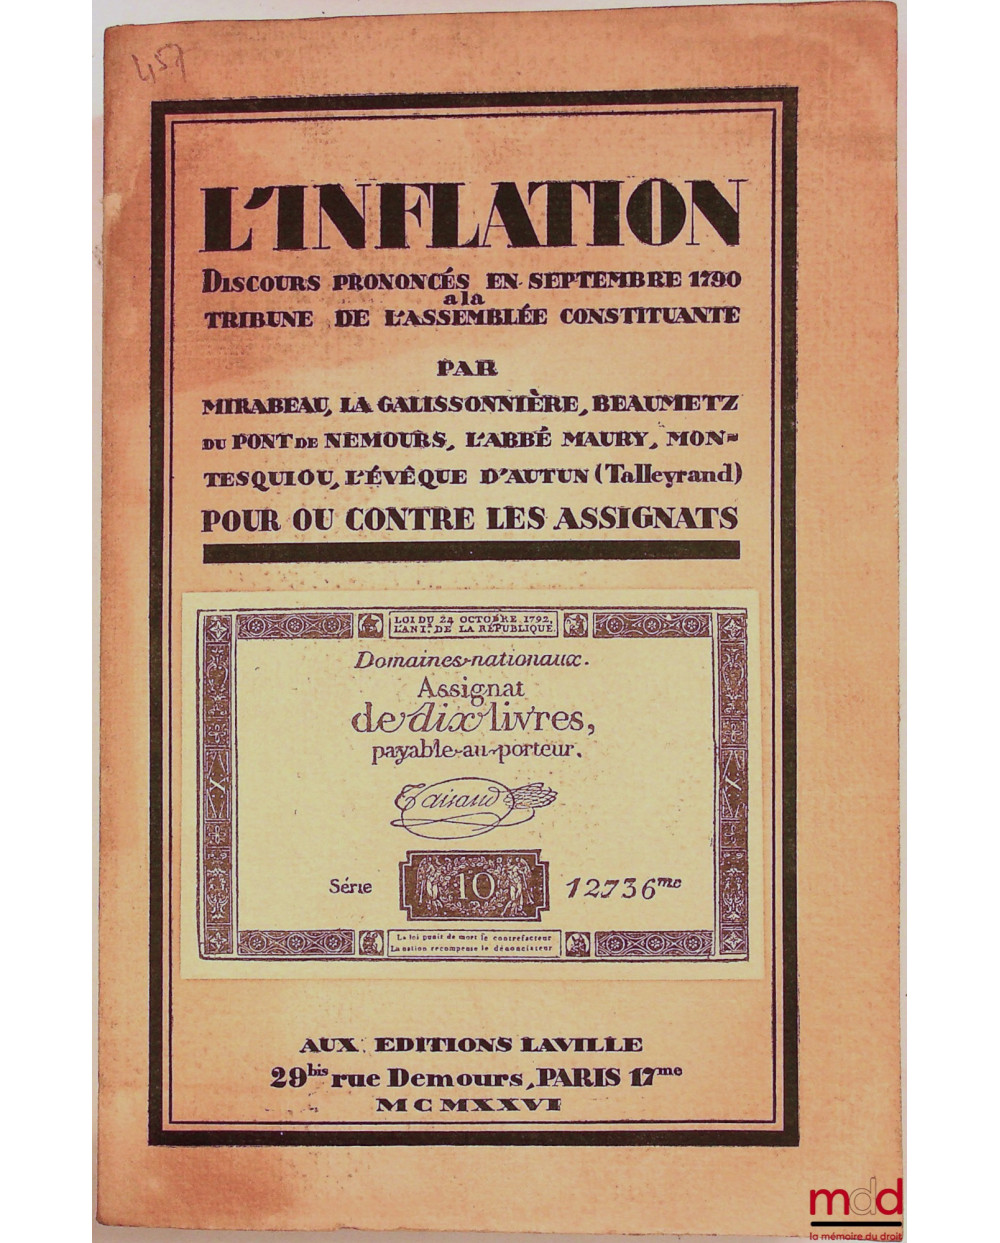 457
L'INFLATION
DISCOURS PRONONCÉS EN SEPTEMBRE 1790
a la
TRIBUNE DE L'ASSEMBLÉE CONSTITUANTE
PAR
MIRABEAU, LA GALISSONNIÈRE, BEAUMETZ
DU PONT DE NEMOURS, L'ABBÉ MAURY, MON=
TESQUIOU, L'ÉVÊQUE D'AUTUN (Talleyrand)
POUR OU CONTRE LES ASSIGNATS
LOI DU 24 OCTOBRE 1792,
L'AN I.er DE LA RÉPUBLIQUE
Domaines nationaux.
Assignat
de dix livres,
payable au porteur.
Taisaud
Série 10 12736me
La loi punit de mort le contrefacteur
La nation recompense le dénonciateur
AUX EDITIONS LAVILLE
29bis rue Demours, PARIS 17me
MCMXXVI
mdd
la mémoire du droit